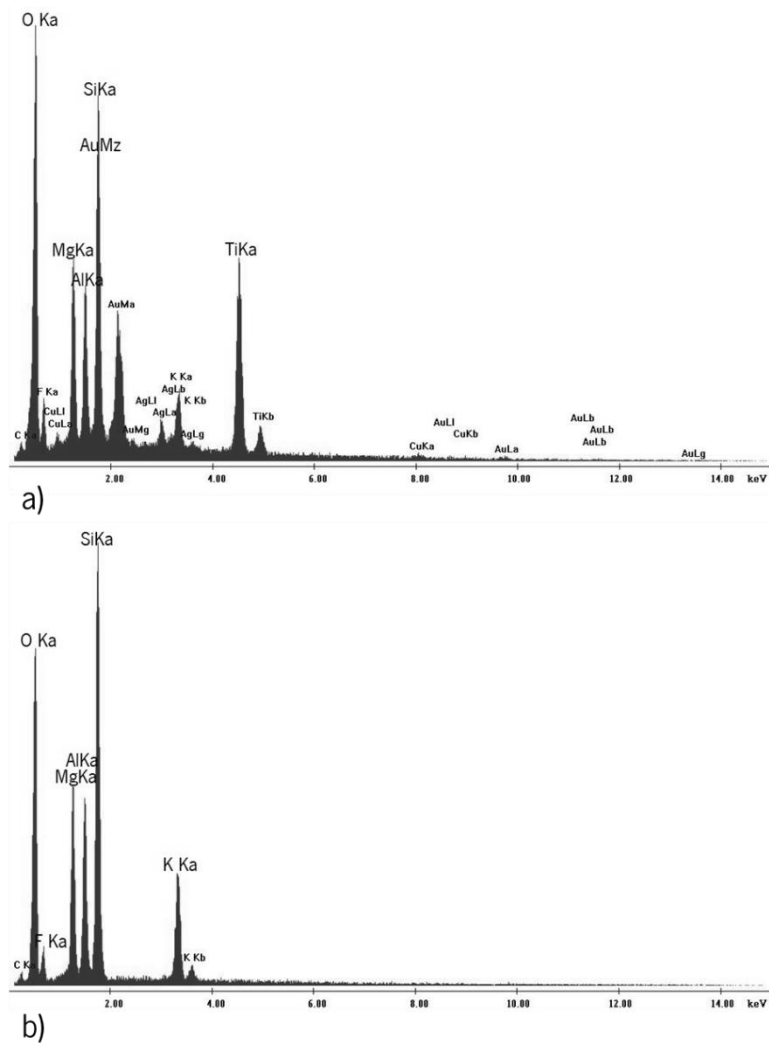 O Ka
SiKa
AuMz
MgKa
TiKa
AlKa
AuMa
K Ka
F Ka
AgLb
AgLl
K Kb
CuLl
AgLa
TiKb
AuLl
AuLb
CuLa
AuLb
C Ka
AuMg
AgLg
CuKb
AuLb
CuKa
AuLa
AuLg
2.00 4.00 6.00 8.00 10.00 12.00 14.00 keV
a)
SiKa
O Ka
AlKa
MgKa
K Ka
F Ka
C Ka
K Kb
2.00 4.00 6.00 8.00 10.00 12.00 14.00 keV
b)